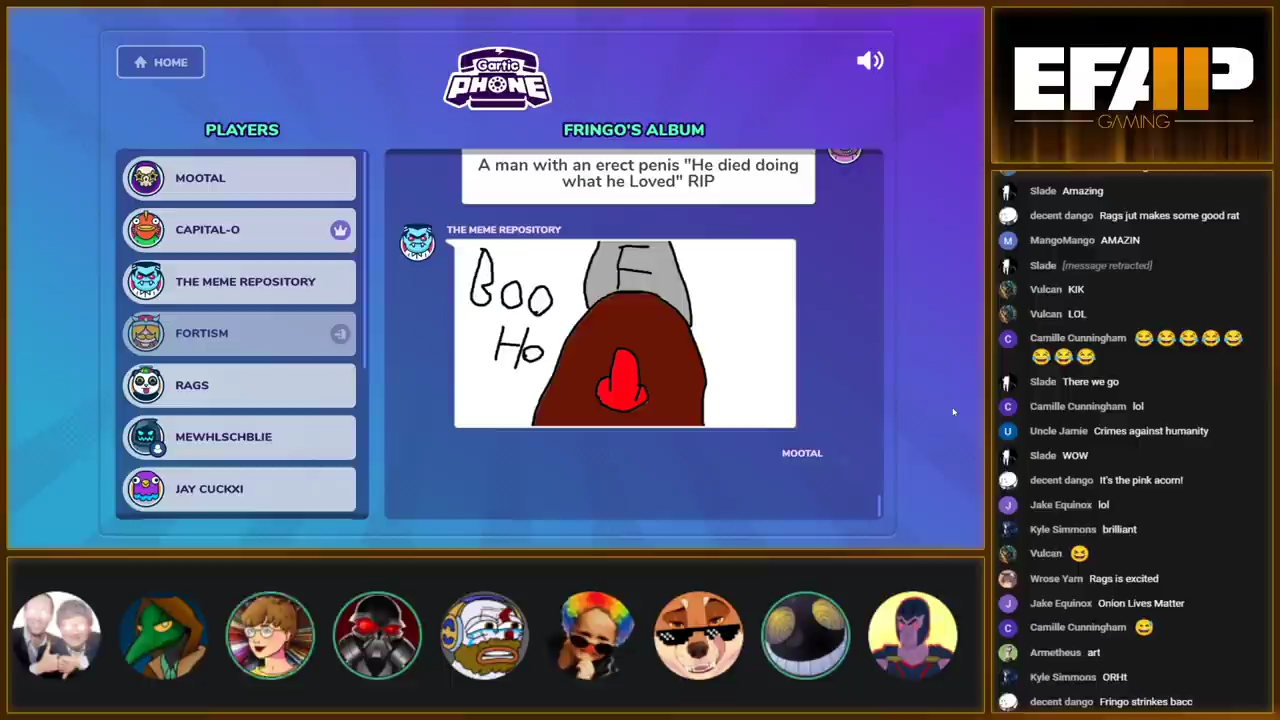 HOME
Gartic
PHONE
PLAYERS
MOOTAL
CAPITAL-O
THE MEME REPOSITORY
FORTISM
RAGS
MEWHLSCHBLIE
JAY CUCKXI
FRINGO'S ALBUM
A man with an erect penis "He died doing
what he Loved" RIP
THE MEME REPOSITORY
BOO
Ho
F
MOOTAL
EFAP
GAMING
Slade Amazing
decent dango Rags jut makes some good rat
M MangoMango AMAZIN
Slade [message retracted]
Vulcan KIK
Vulcan LOL
C Camille Cunningham 😂😂😂😂😂
😂😂😂
Slade There we go
C Camille Cunningham lol
U Uncle Jamie Crimes against humanity
Slade WOW
decent dango It's the pink acorn!
J Jake Equinox lol
Kyle Simmons brilliant
Vulcan 😆
Wrose Yarn Rags is excited
J Jake Equinox Onion Lives Matter
C Camille Cunningham 😅
Armetheus art
Kyle Simmons ORHt
decent dango Fringo strinkes bacc